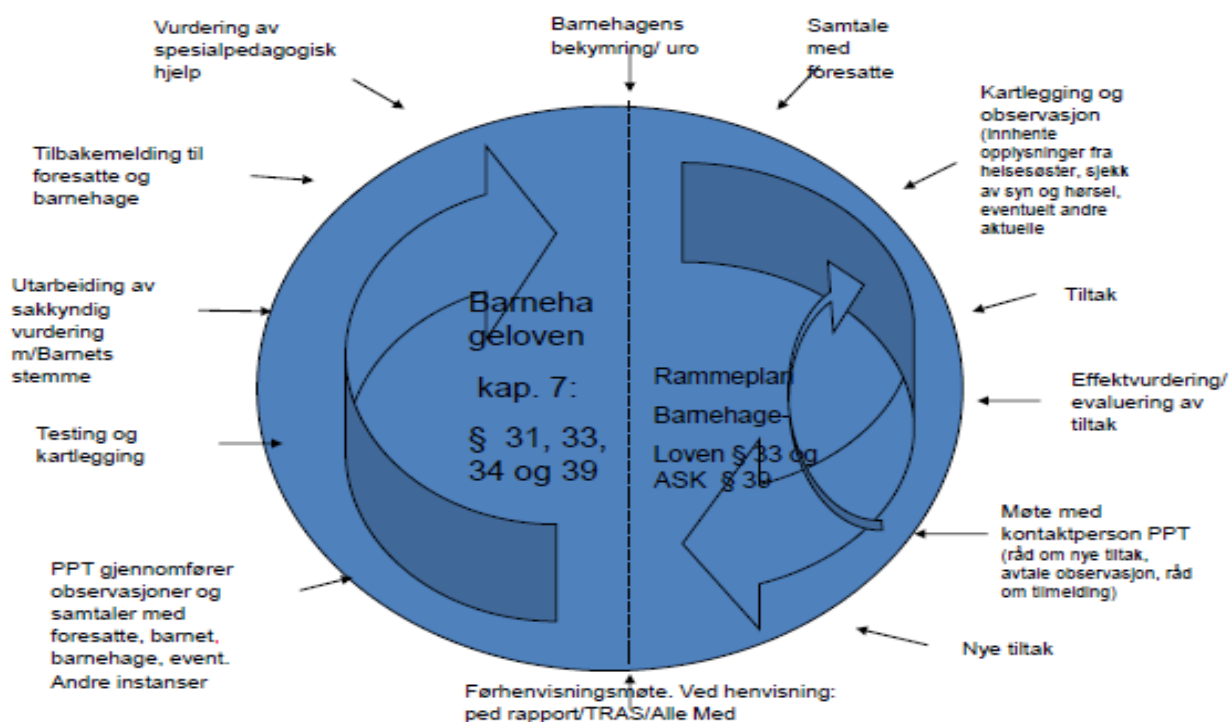 Barnehagens
bekymring/ uro
Samtale
med
foresatte
Kartlegging og
observasjon
(Innhente
opplysninger fra
helsesøster, sjekk
av syn og hørsel,
eventuelt andre
aktuelle
Tiltak
Effektvurdering/
evaluering av
tiltak
Møte med
kontaktperson PPT
(råd om nye tiltak,
avtale observasjon, råd
om tilmelding)
Nye tiltak
Førhenvisningsmøte. Ved henvisning:
ped rapport/TRAS/Alle Med
PPT gjennomfører
observasjoner og
samtaler med
foresatte, barnet,
barnehage, event.
Andre instanser
Testing og
kartlegging
Utarbeiding av
sakkyndig
vurdering
m/Barnets
stemme
Tilbakemelding til
foresatte og
barnehage
Vurdering av
spesialpedagogisk
hjelp
Barneha
geloven
kap. 7:
§ 31, 33,
34 og 39
Rammeplan
Barnehage-
Loven § 33 og
ASK § 39